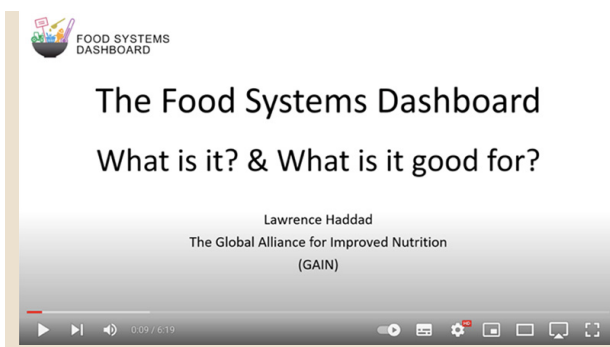 FOOD SYSTEMS
DASHBOARD
The Food Systems Dashboard
What is it? & What is it good for?
Lawrence Haddad
The Global Alliance for Improved Nutrition
(GAIN)
0:09 / 6:19
HD